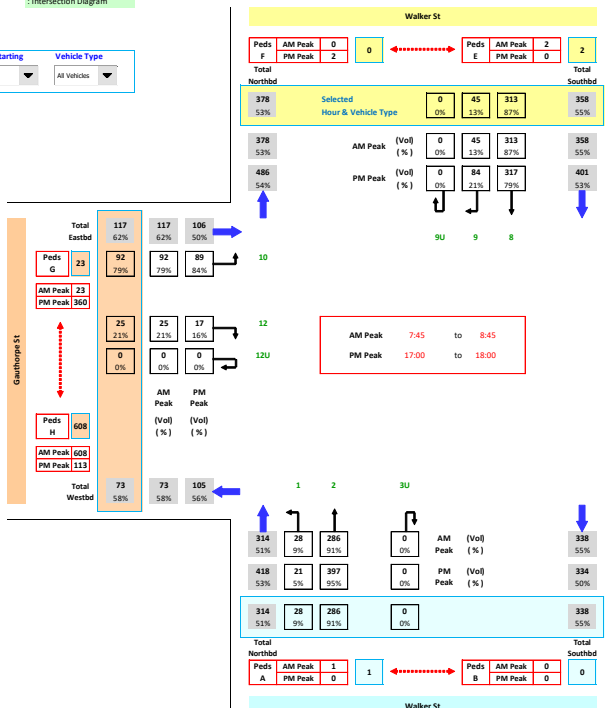 : Intersection Diagram
Walker St
arting Vehicle Type
All Vehicles
Peds AM Peak 0
F PM Peak 2
0
Peds AM Peak 2
E PM Peak 0
2
Total Northbd
Total Southbd
378 Selected 0 45 313 358
53% Hour & Vehicle Type 0% 13% 87% 55%
378 AM Peak (Vol) 0 45 313 358
53% ( % ) 0% 13% 87% 55%
486 PM Peak (Vol) 0 84 317 401
54% ( % ) 0% 21% 79% 53%
9U 9 8
Total 117 117 106
Eastbd 62% 62% 50%
Peds 23 92 92 89 10
G 79% 79% 84%
AM Peak 23
PM Peak 360
25 25 17 12
21% 21% 16%
0 0 0 12U
0% 0% 0%
Gauthorpe St
AM Peak 7:45 to 8:45
PM Peak 17:00 to 18:00
AM PM
Peak Peak
(Vol) (Vol)
( % ) ( % )
Peds 608
H
AM Peak 608
PM Peak 113
Total 73 73 105
Westbd 58% 58% 56%
1 2 3U
314 28 286 0 AM (Vol) 338
51% 9% 91% 0% Peak ( % ) 55%
418 21 397 0 PM (Vol) 334
53% 5% 95% 0% Peak ( % ) 50%
314 28 286 0 338
51% 9% 91% 0% 55%
Total Northbd
Total Southbd
Peds AM Peak 1
A PM Peak 0
1
Peds AM Peak 0
B PM Peak 0
0
Walker St